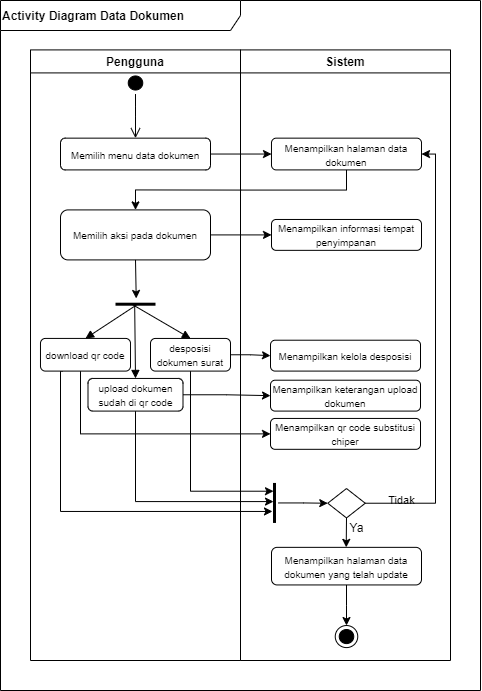 Activity Diagram Data Dokumen
Pengguna
Sistem
Memilih menu data dokumen
Menampilkan halaman data
dokumen
Memilih aksi pada dokumen
Menampilkan informasi tempat
penyimpanan
download qr code
desposisi
dokumen surat
Menampilkan kelola desposisi
upload dokumen
sudah di qr code
Menampilkan keterangan upload
dokumen
Menampilkan qr code substitusi
chiper
Tidak
Ya
Menampilkan halaman data
dokumen yang telah update